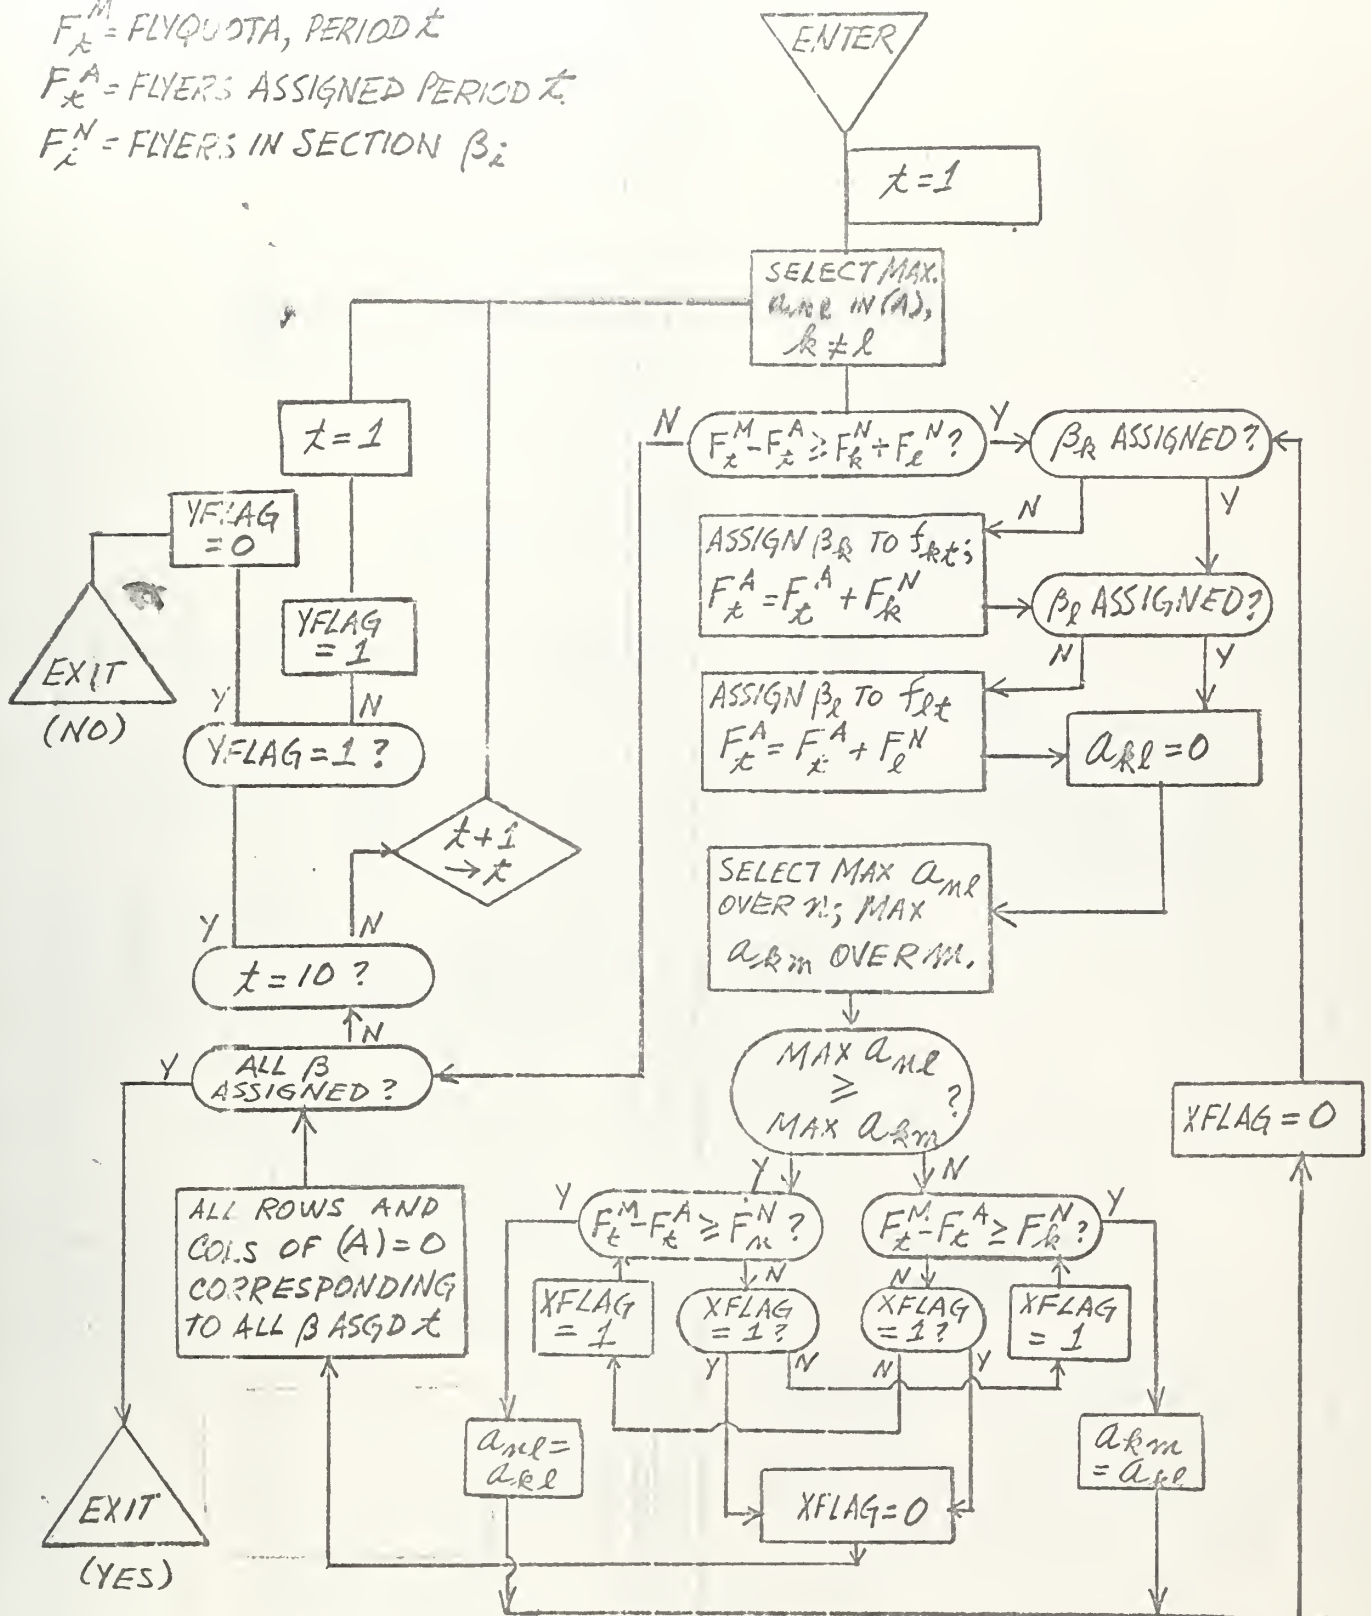 F_t^M = FLYQUOTA, PERIOD t
F_t^A = FLYERS ASSIGNED PERIOD t
F_i^N = FLYERS IN SECTION β_i
ENTER
t = 1
SELECT MAX.
IN (A),
k ≠ l
t = 1
N
F_t^M - F_t^A ≥ F_k^N + F_l^N ?
Y
β_k ASSIGNED?
YFLAG
= 0
N
Y
ASSIGN β_k TO f_kt;
F_t^A = F_t^A + F_k^N
β_l ASSIGNED?
YFLAG
= 1
EXIT
(NO)
Y
N
YFLAG = 1 ?
N
Y
ASSIGN β_l TO f_lt
F_t^A = F_t^A + F_l^N
a_kl = 0
t + 1
→ t
SELECT MAX a_nl
OVER n; MAX
a_km OVER m.
Y
N
t = 10 ?
N
Y
ALL β
ASSIGNED ?
MAX a_nl
≥ ?
MAX a_km
XFLAG = 0
Y
N
ALL ROWS AND
COLS OF (A) = 0
CORRESPONDING
TO ALL β ASGD t
Y
F_t^M - F_t^A ≥ F_n^N ?
F_t^M - F_t^A ≥ F_k^N ?
Y
N
N
XFLAG
= 1
XFLAG
= 1 ?
XFLAG
= 1 ?
XFLAG
= 1
Y
N
N
Y
a_nl =
a_kl
a_km
= a_kl
XFLAG = 0
EXIT
(YES)